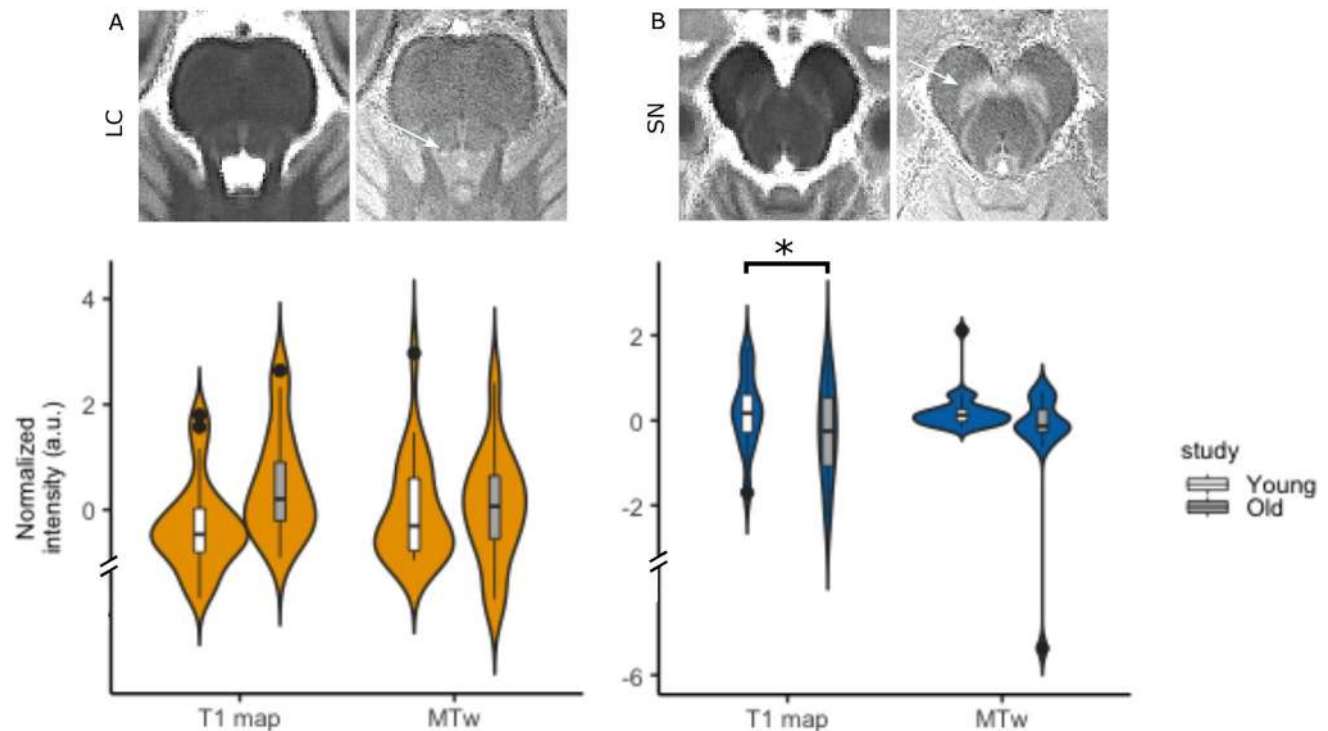 A
B
LC
SN
*
4
2
0
Normalized
intensity (a.u.)
T1 map
MTw
2
0
-2
-6
T1 map
MTw
study
Young
Old